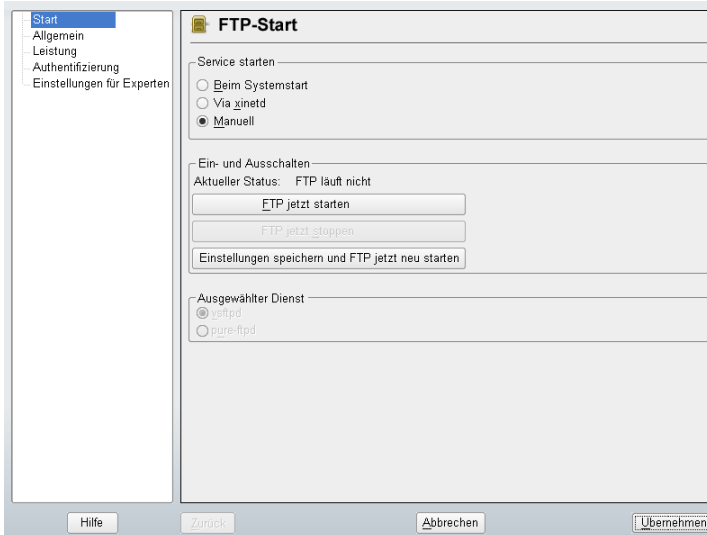 Start
Allgemein
Leistung
Authentifizierung
Einstellungen für Experten
FTP-Start
Service starten
Beim Systemstart
Via xinetd
Manuell
Ein- und Ausschalten
Aktueller Status: FTP läuft nicht
FTP jetzt starten
FTP jetzt stoppen
Einstellungen speichern und FTP jetzt neu starten
Ausgewählter Dienst
vsftpd
pure-ftpd
Hilfe
Zurück
Abbrechen
Übernehmen